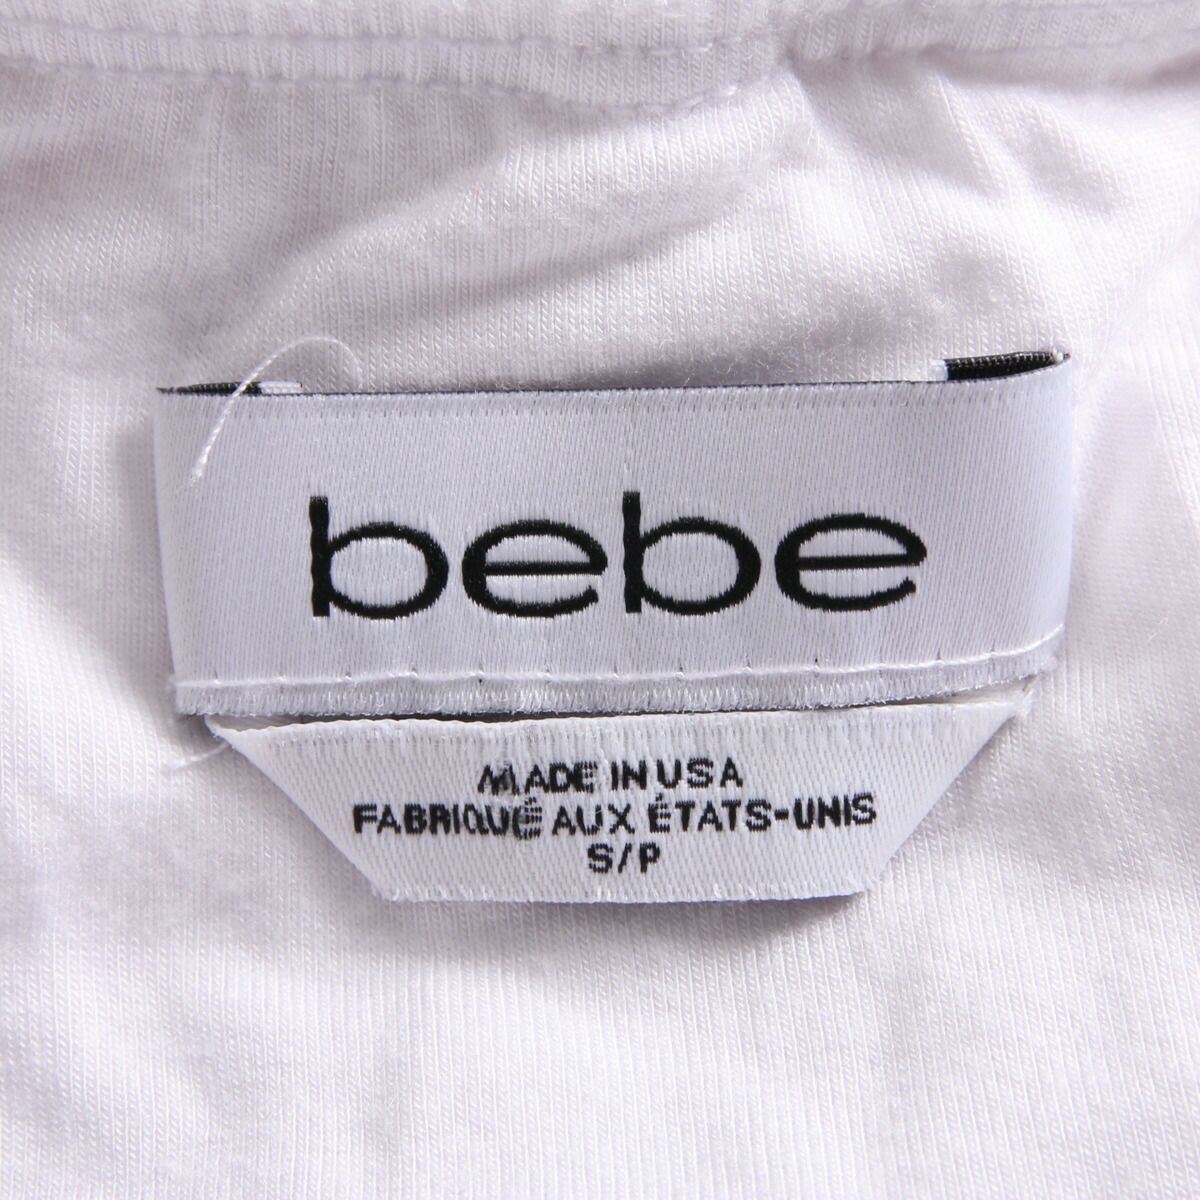 bebe
MADE IN USA
FABRIQUÉ AUX ÉTATS-UNIS
S/P